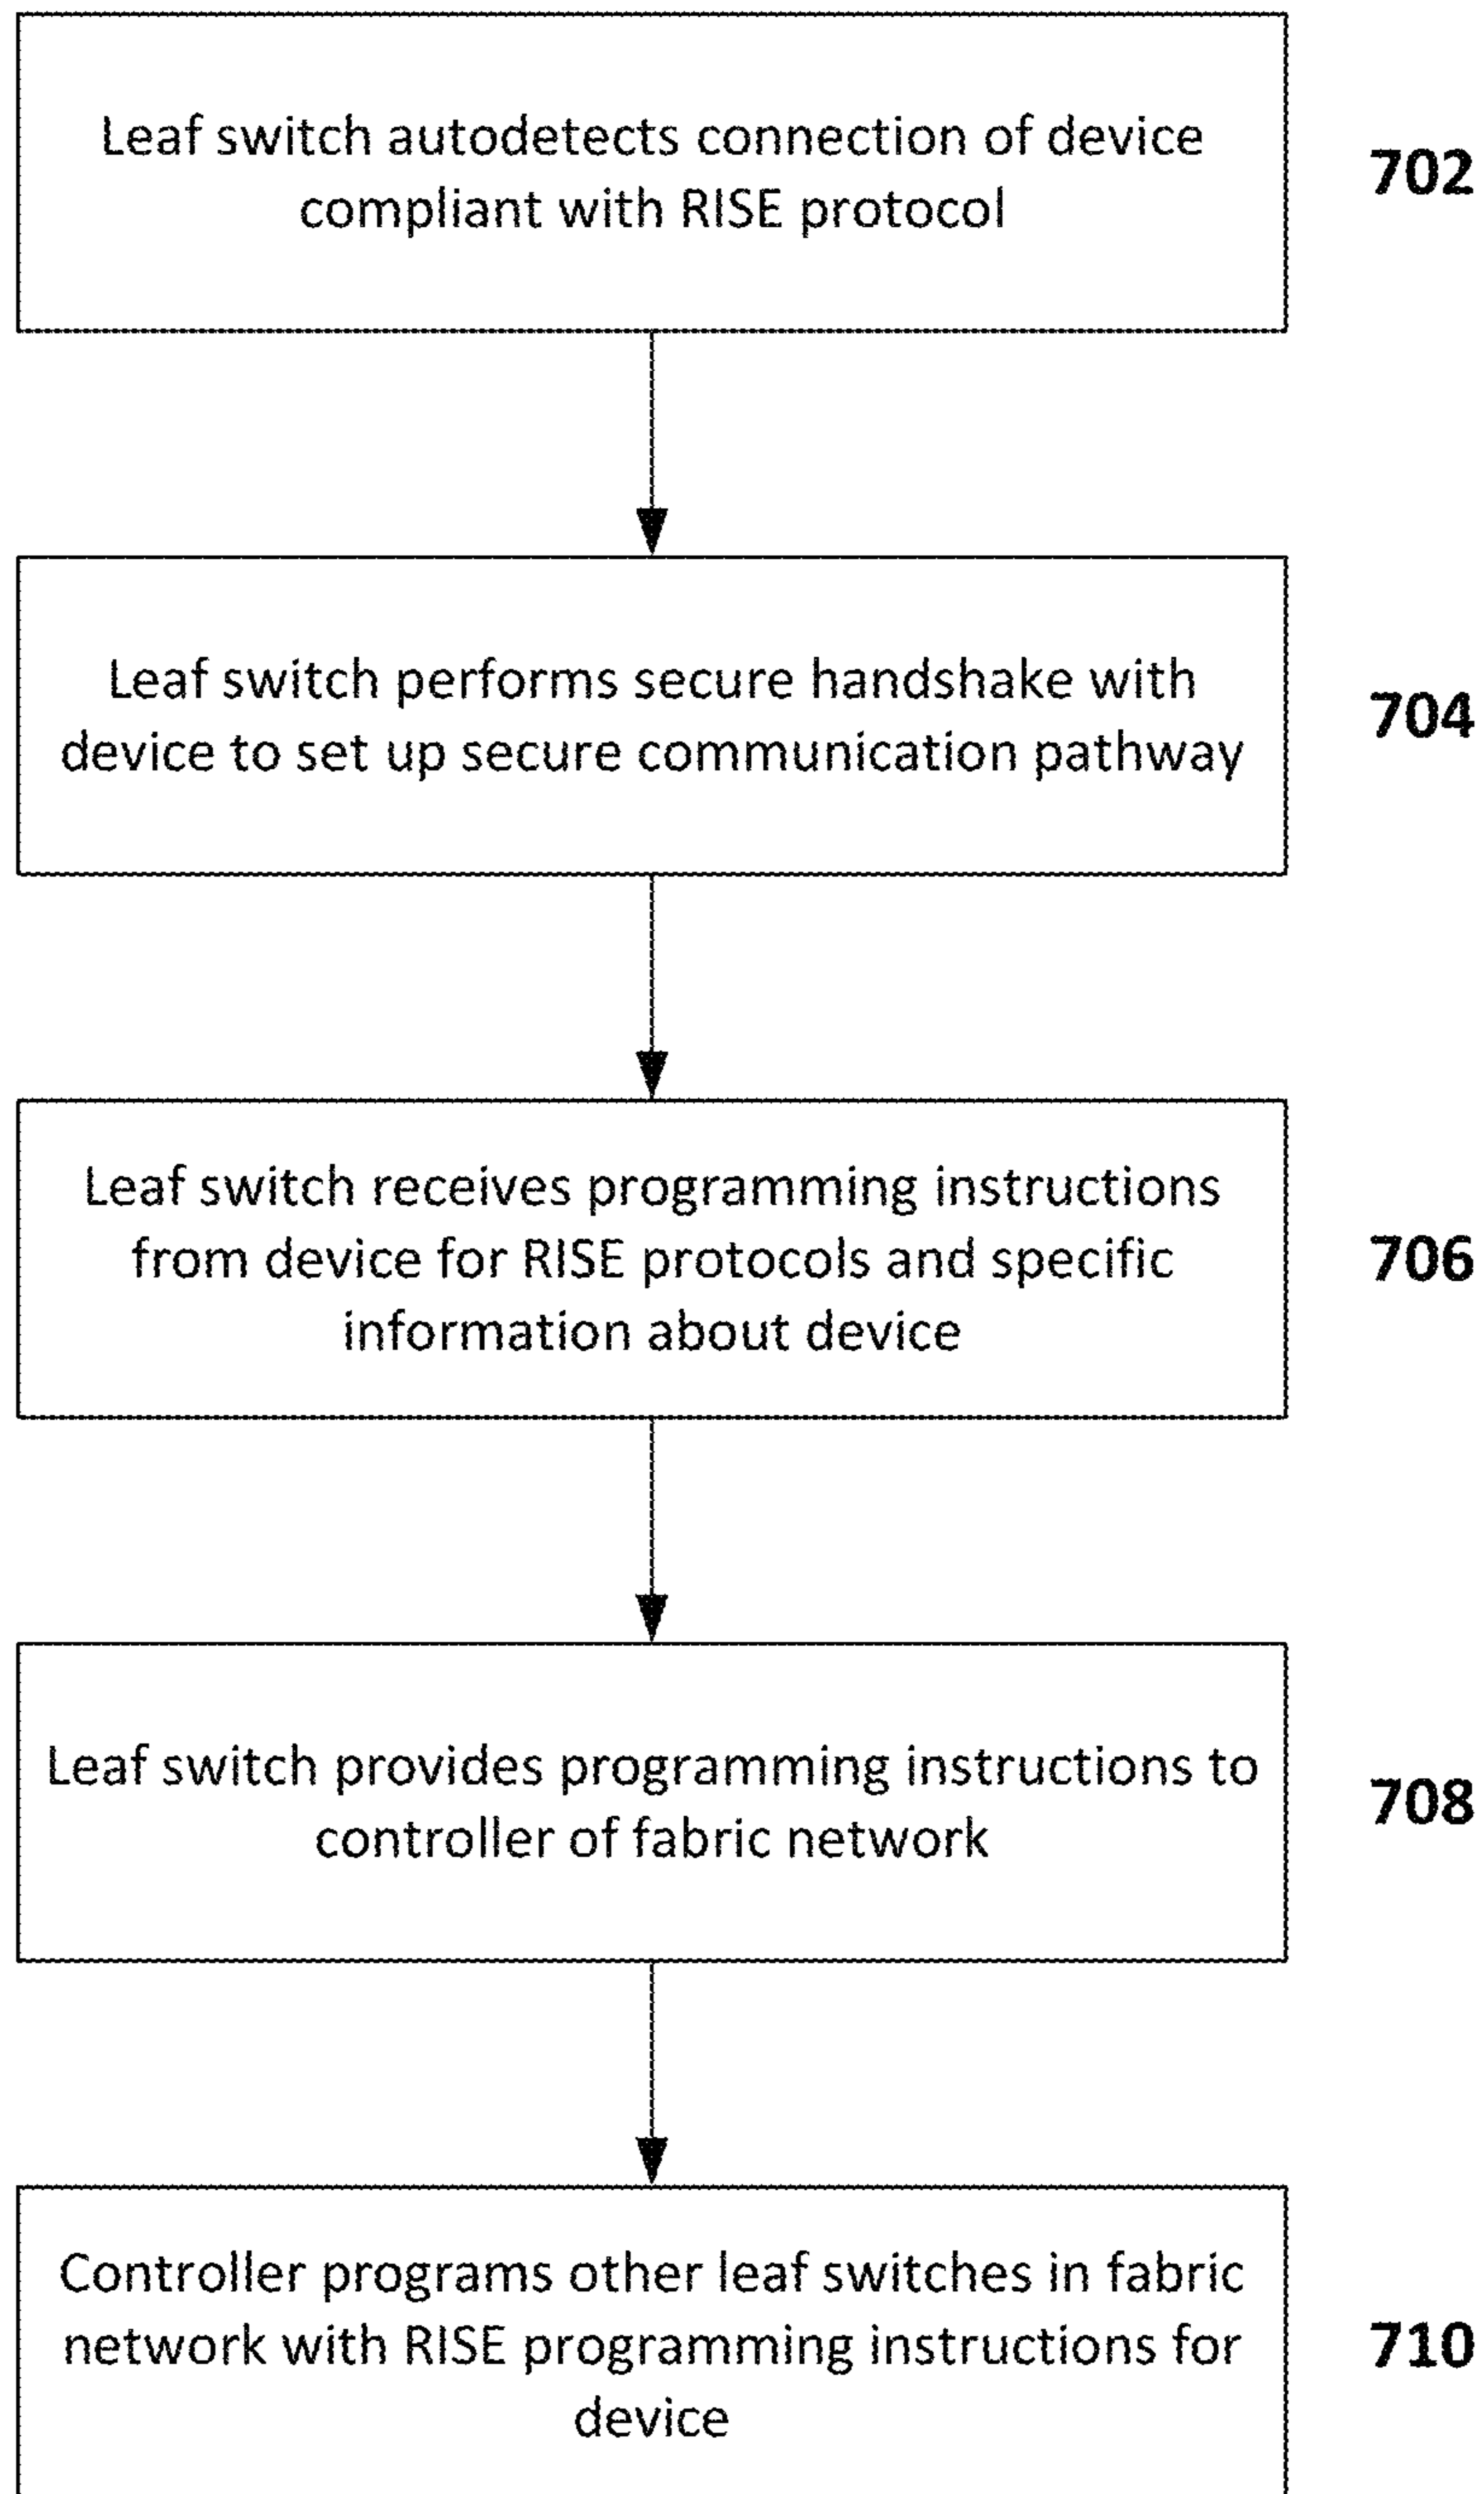 Leaf switch autodetects connection of device
compliant with RISE protocol
702
Leaf switch performs secure handshake with
device to set up secure communication pathway
704
Leaf switch receives programming instructions
from device for RISE protocols and specific
information about device
706
Leaf switch provides programming instructions to
controller of fabric network
708
Controller programs other leaf switches in fabric
network with RISE programming instructions for
device
710